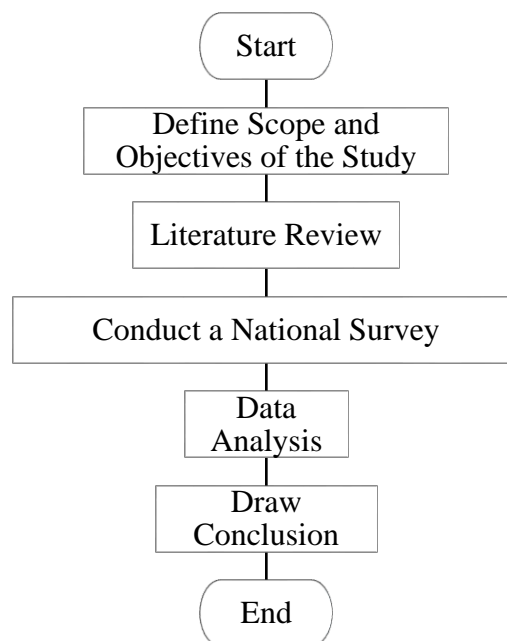 Start
Define Scope and
Objectives of the Study
Literature Review
Conduct a National Survey
Data
Analysis
Draw
Conclusion
End